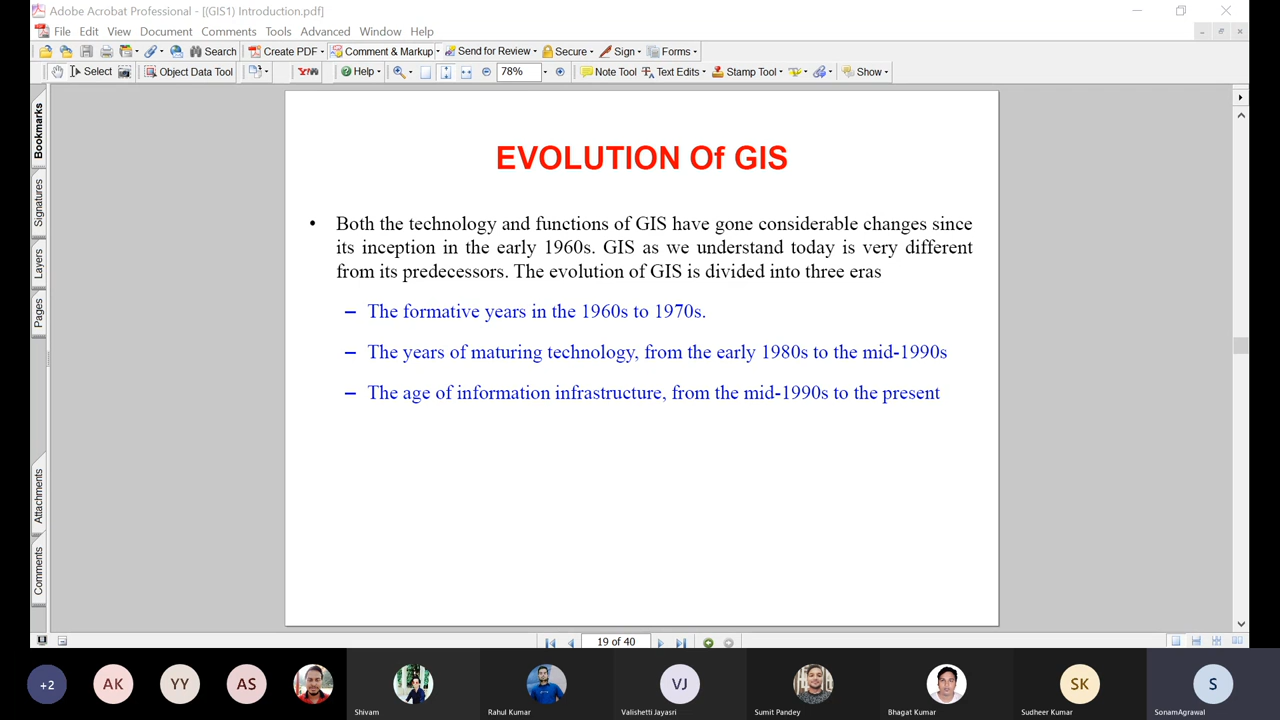 Adobe Acrobat Professional - [(GIS1) Introduction.pdf]
File Edit View Document Comments Tools Advanced Window Help
Search Create PDF Comment & Markup Send for Review Secure Sign Forms
Select Object Data Tool Help 78% Note Tool Text Edits Stamp Tool Show
Bookmarks
Signatures
Layers
Pages
Attachments
Comments
EVOLUTION Of GIS
• Both the technology and functions of GIS have gone considerable changes since
its inception in the early 1960s. GIS as we understand today is very different
from its predecessors. The evolution of GIS is divided into three eras
– The formative years in the 1960s to 1970s.
– The years of maturing technology, from the early 1980s to the mid-1990s
– The age of information infrastructure, from the mid-1990s to the present
19 of 40
+2 AK YY AS VJ SK S
Shivam Rahul Kumar Valishetti Jayasri Sumit Pandey Bhagat Kumar Sudheer Kumar SonamAgrawal